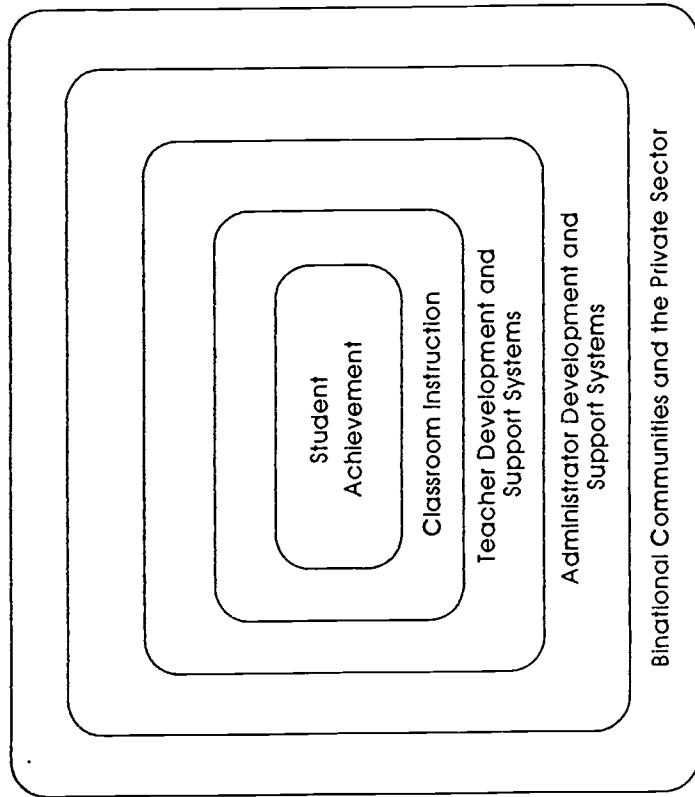 Student
Achievement
Classroom Instruction
Teacher Development and
Support Systems
Administrator Development and
Support Systems
Binational Communities and the Private Sector